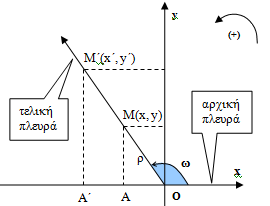 y
(+)
M΄(x΄, y΄)
τελική
πλευρά
M(x, y)
αρχική
πλευρά
ρ
ω
x
A΄
A
O